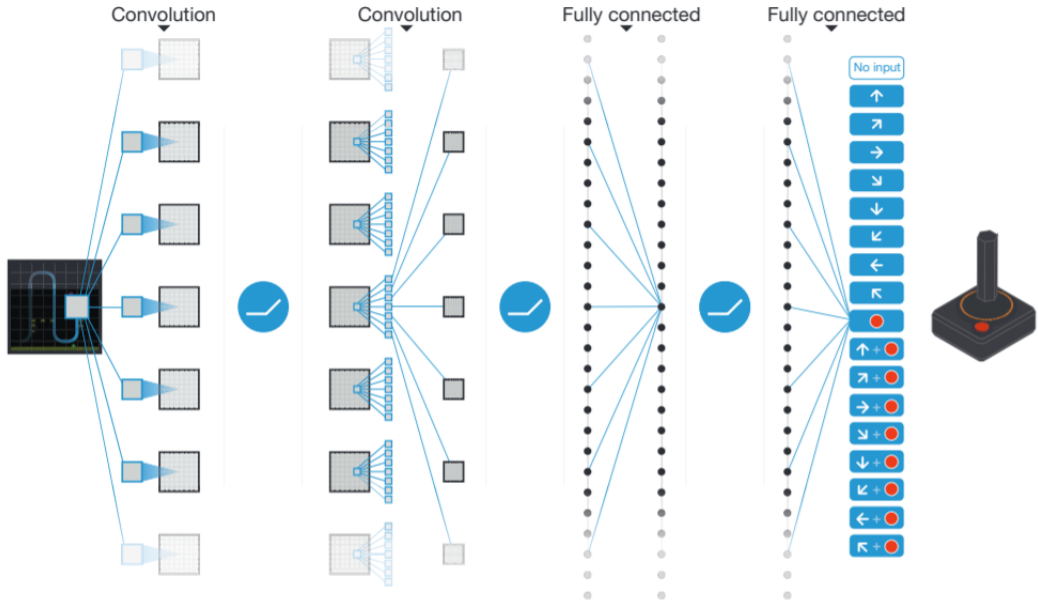 Convolution
Convolution
Fully connected
Fully connected
No input
+
+
+
+
+
+
+
+